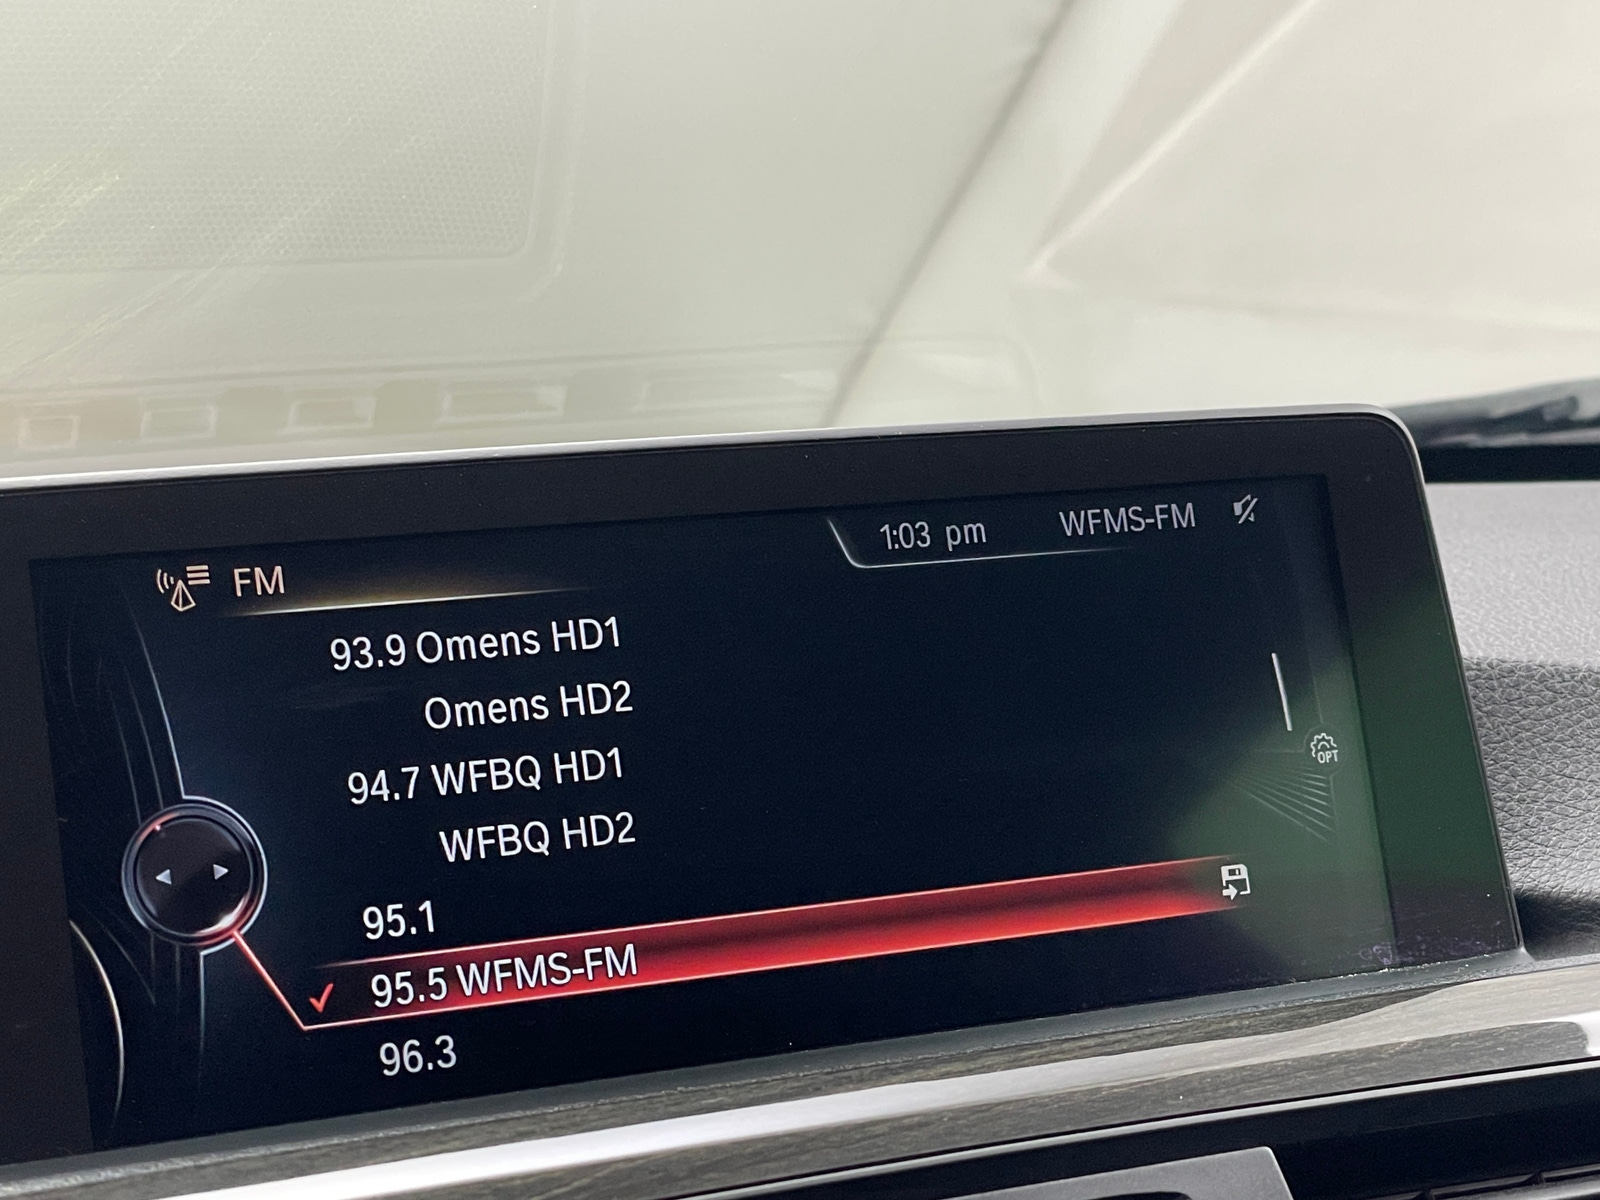 1:03 pm WFMS-FM
FM
93.9 Omens HD1
Omens HD2
94.7 WFBQ HD1
WFBQ HD2
OPT
95.1
95.5 WFMS-FM
96.3